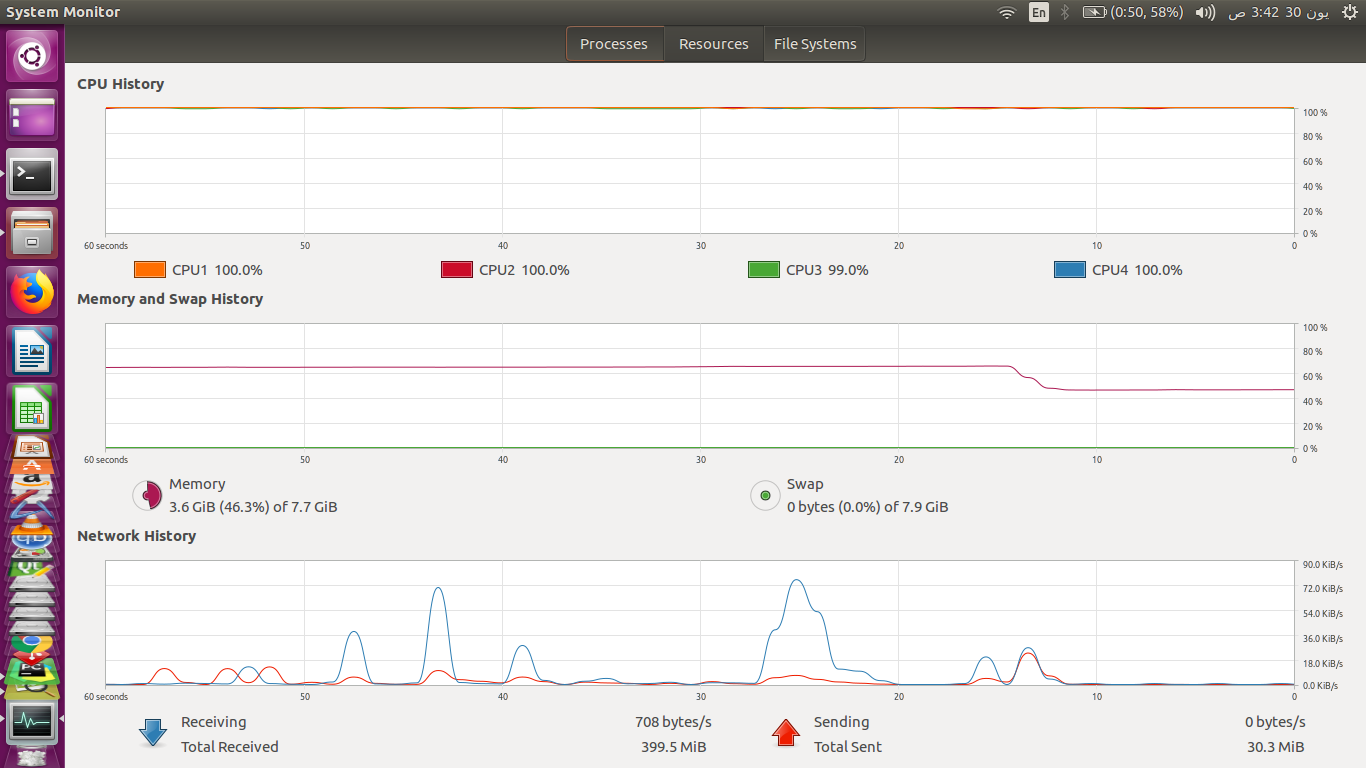 System Monitor
En (0:50, 58%) ص 3:42 30 يون
Processes Resources File Systems
CPU History
100 %
80 %
60 %
40 %
20 %
0 %
60 seconds 50 40 30 20 10 0
CPU1 100.0% CPU2 100.0% CPU3 99.0% CPU4 100.0%
Memory and Swap History
100 %
80 %
60 %
40 %
20 %
0 %
60 seconds 50 40 30 20 10 0
Memory Swap
3.6 GiB (46.3%) of 7.7 GiB 0 bytes (0.0%) of 7.9 GiB
Network History
90.0 KiB/s
72.0 KiB/s
54.0 KiB/s
36.0 KiB/s
18.0 KiB/s
0.0 KiB/s
60 seconds 50 40 30 20 10 0
Receiving 708 bytes/s Sending 0 bytes/s
Total Received 399.5 MiB Total Sent 30.3 MiB